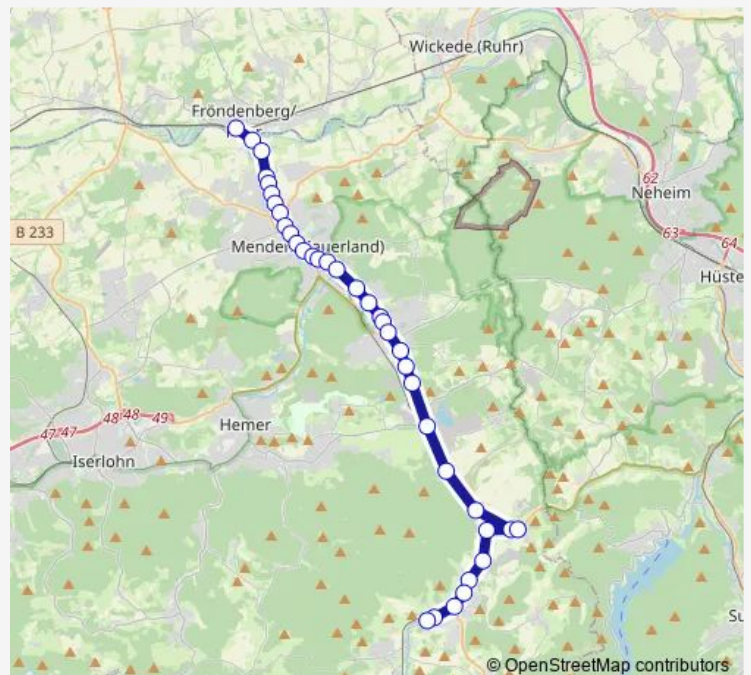 Wickede (Ruhr)
Fröndenberg/
62
Neheim
B 233
63
64
Menden (Sauerland)
Hüste
48 48 49
47 47
Hemer
Iserlohn
Su
© OpenStreetMap contributors